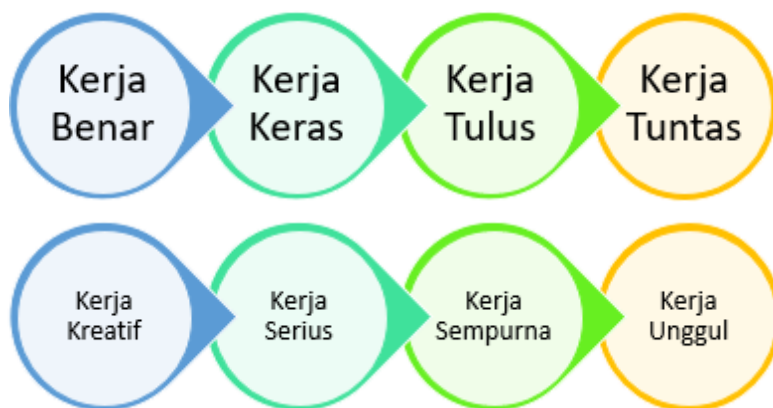 Kerja
Benar
Kerja
Keras
Kerja
Tulus
Kerja
Tuntas
Kerja
Kreatif
Kerja
Serius
Kerja
Sempurna
Kerja
Unggul